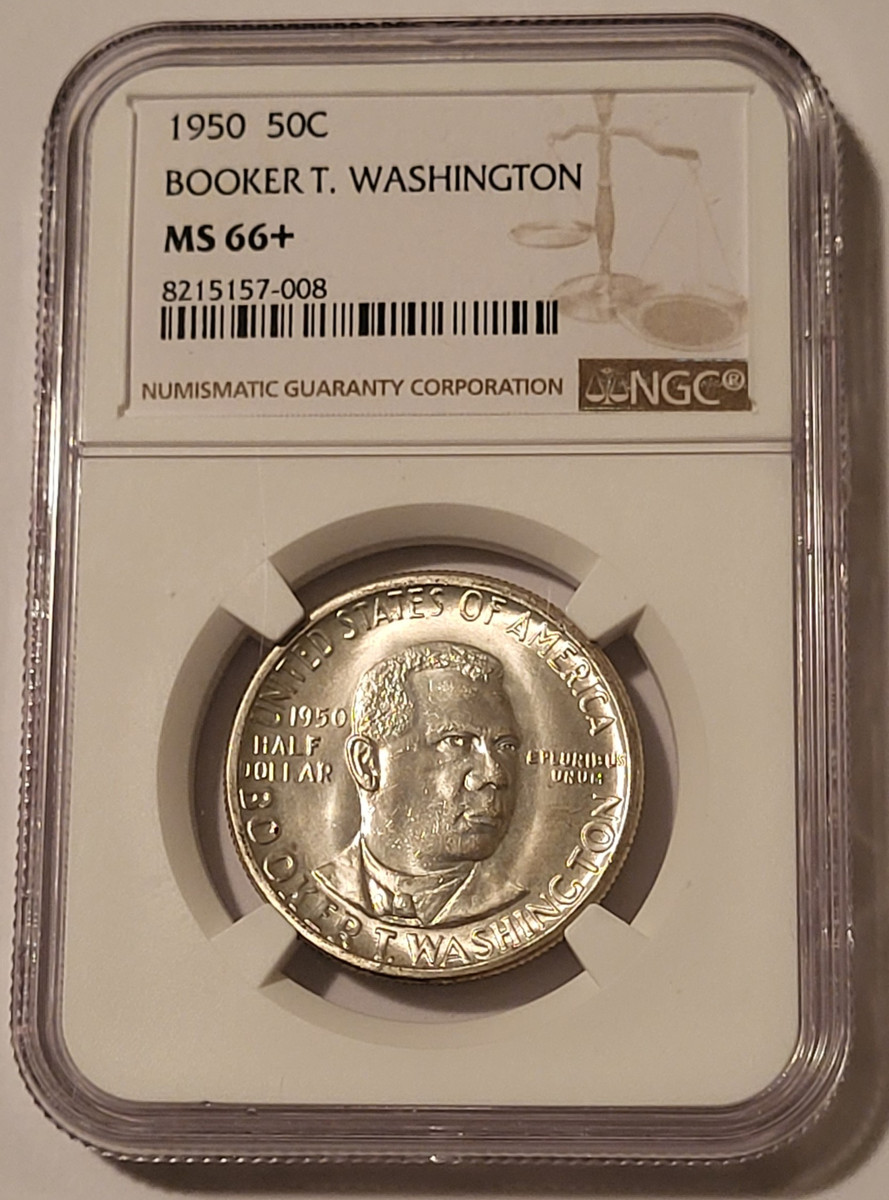 1950 50C
BOOKER T. WASHINGTON
MS 66+
8215157-008
NUMISMATIC GUARANTY CORPORATION
NGC®
UNITED STATES OF AMERICA
1950
HALF
DOLLAR
E PLURIBUS
UNUM
BOOKER T. WASHINGTON